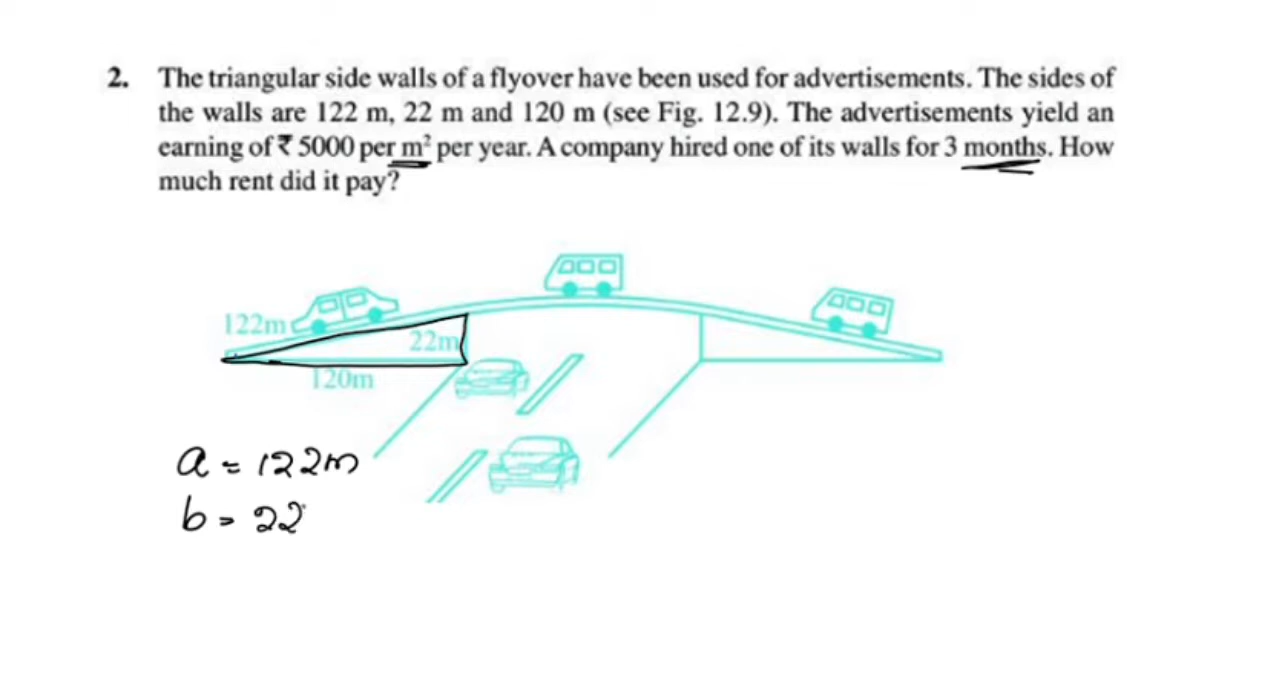 2. The triangular side walls of a flyover have been used for advertisements. The sides of
the walls are 122 m, 22 m and 120 m (see Fig. 12.9). The advertisements yield an
earning of ₹ 5000 per m² per year. A company hired one of its walls for 3 months. How
much rent did it pay?
122m
22m
120m
a = 122m
b = 22